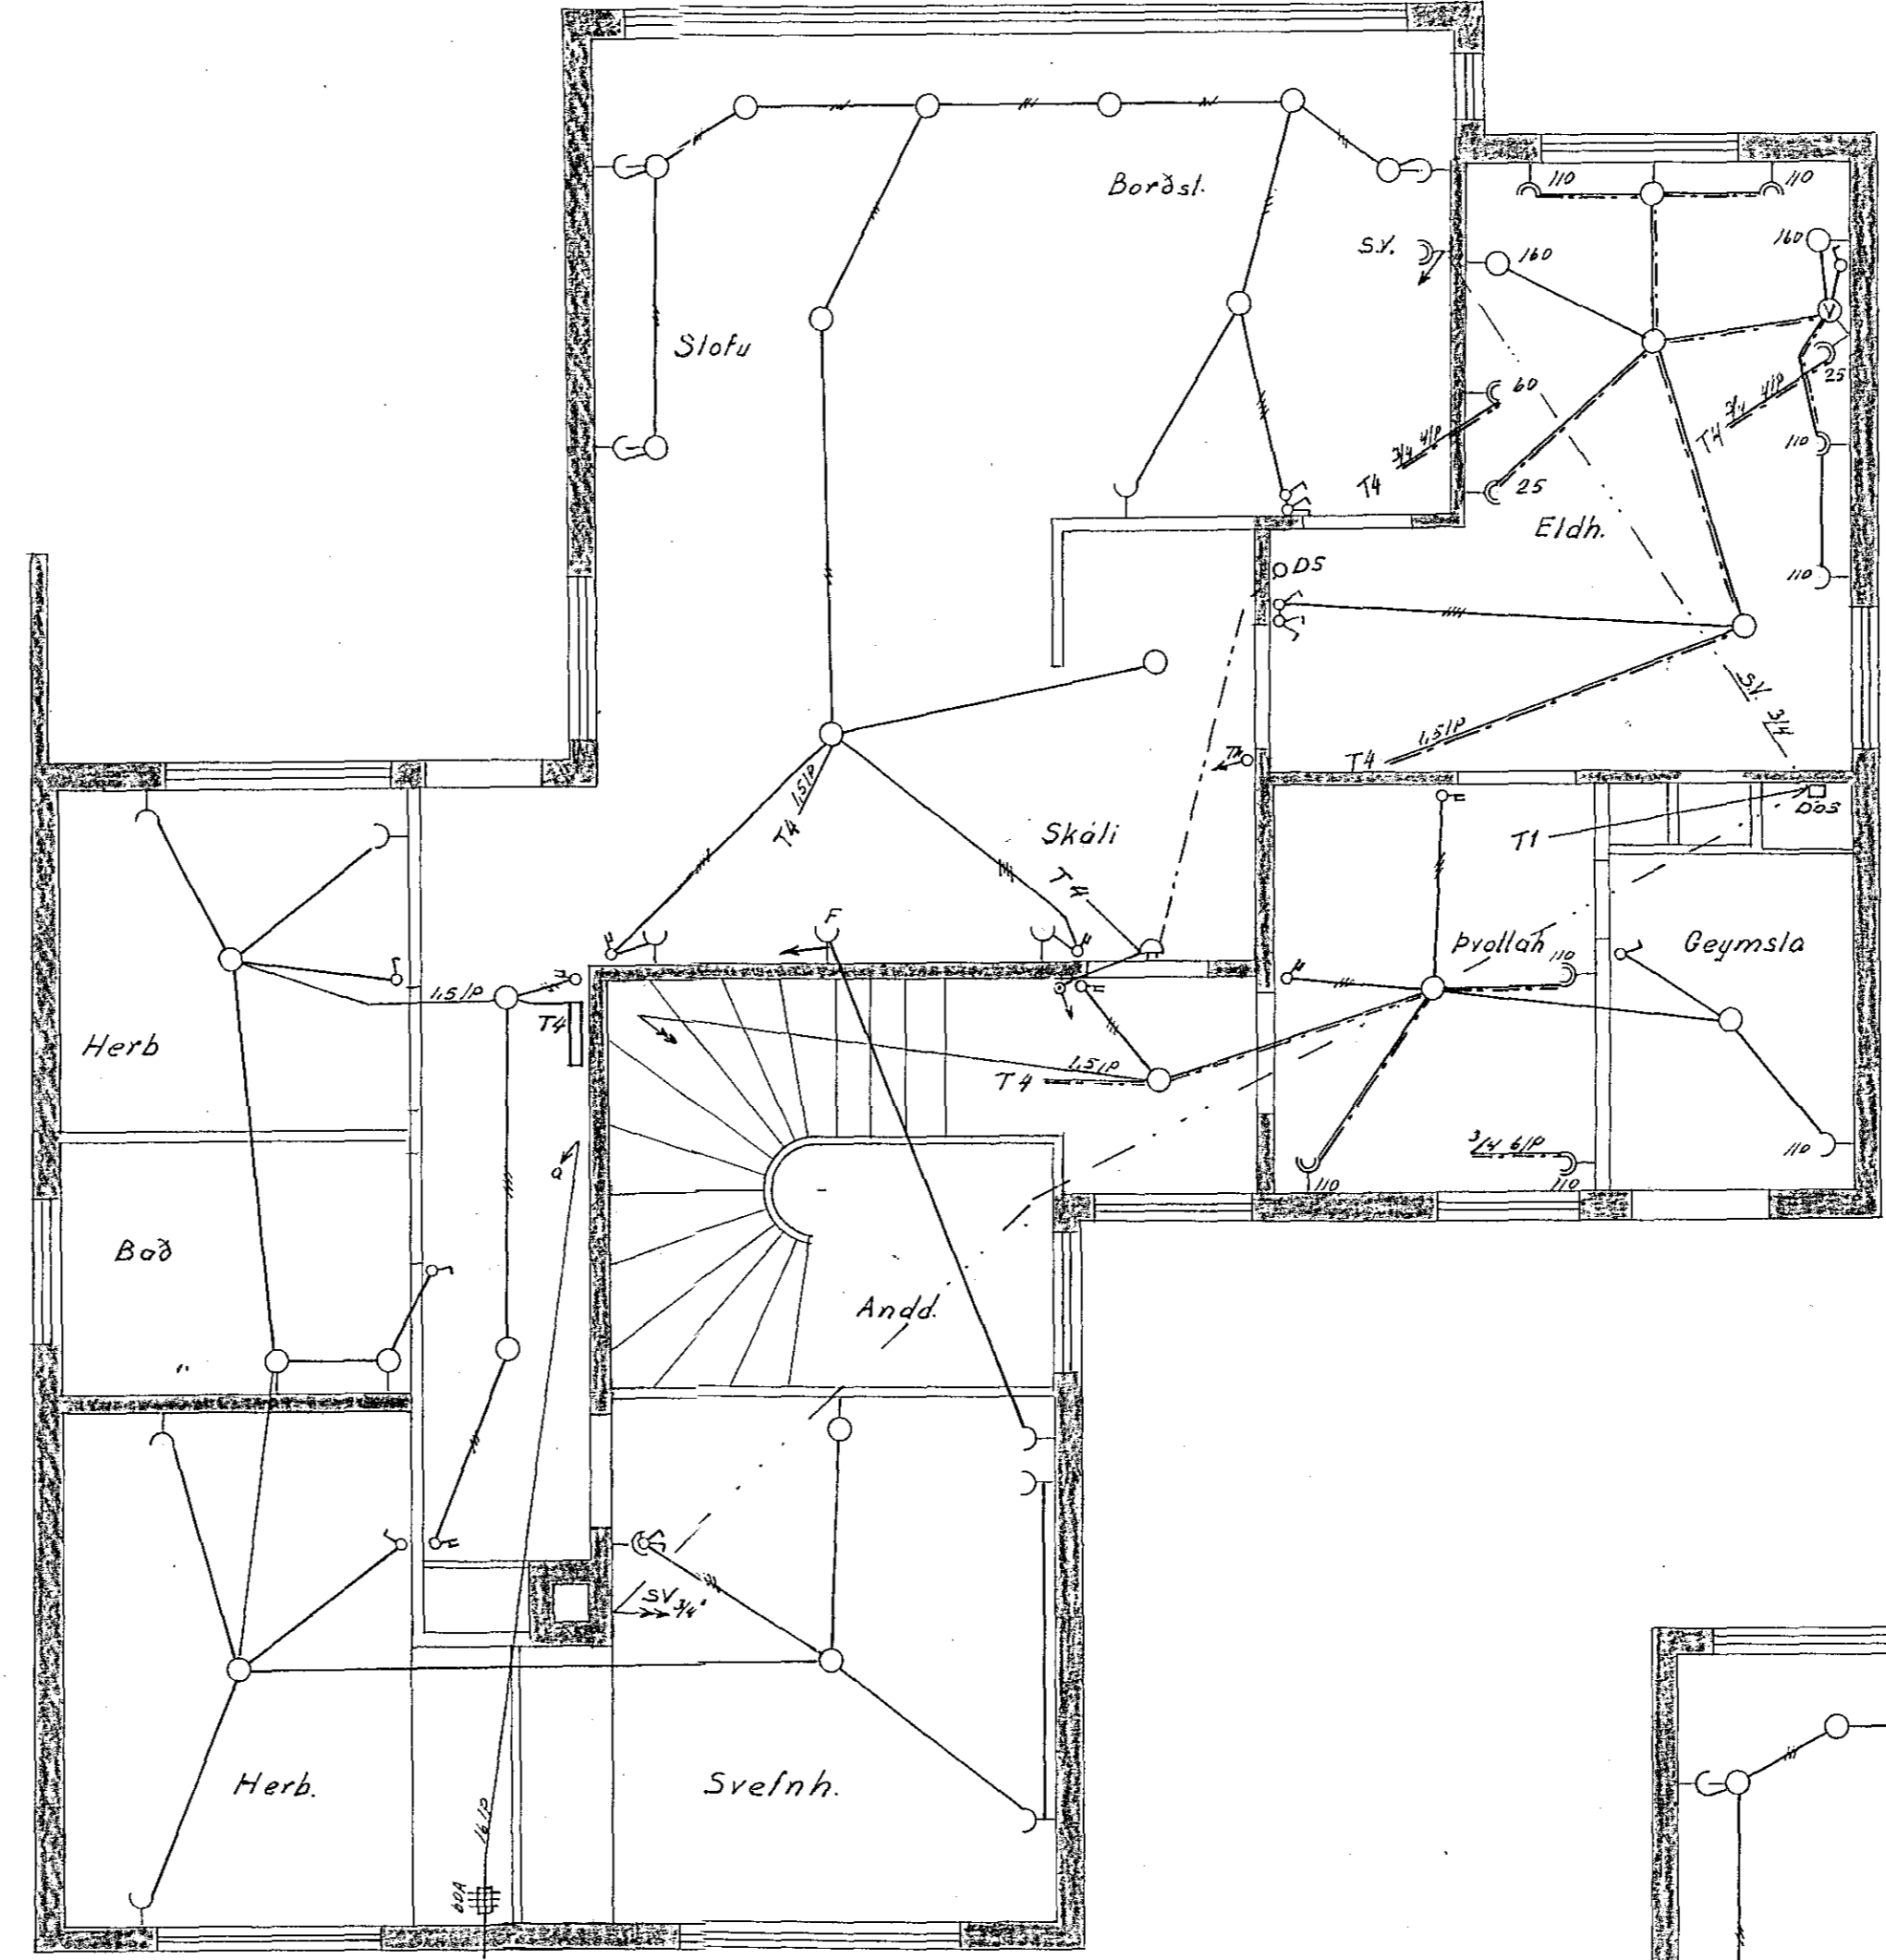 Borðst.
110
110
S.V.
160
160
Stofu
60
3/4 4/P
T4
25
3/4 4/P
T4
25
110
Eldh.
DS
110
1,5/P
T4
S.V. 3/4
T4 1,5/P
Skáli
T1
DÓS
F
Þvottah
110
Geymsla
1,5/P
T4
Herb
1,5/P
T4
3/4 6/P
110
110
110
a
Bað
Andd.
SV 3/4"
Herb.
Svefnh.
16/P
60A